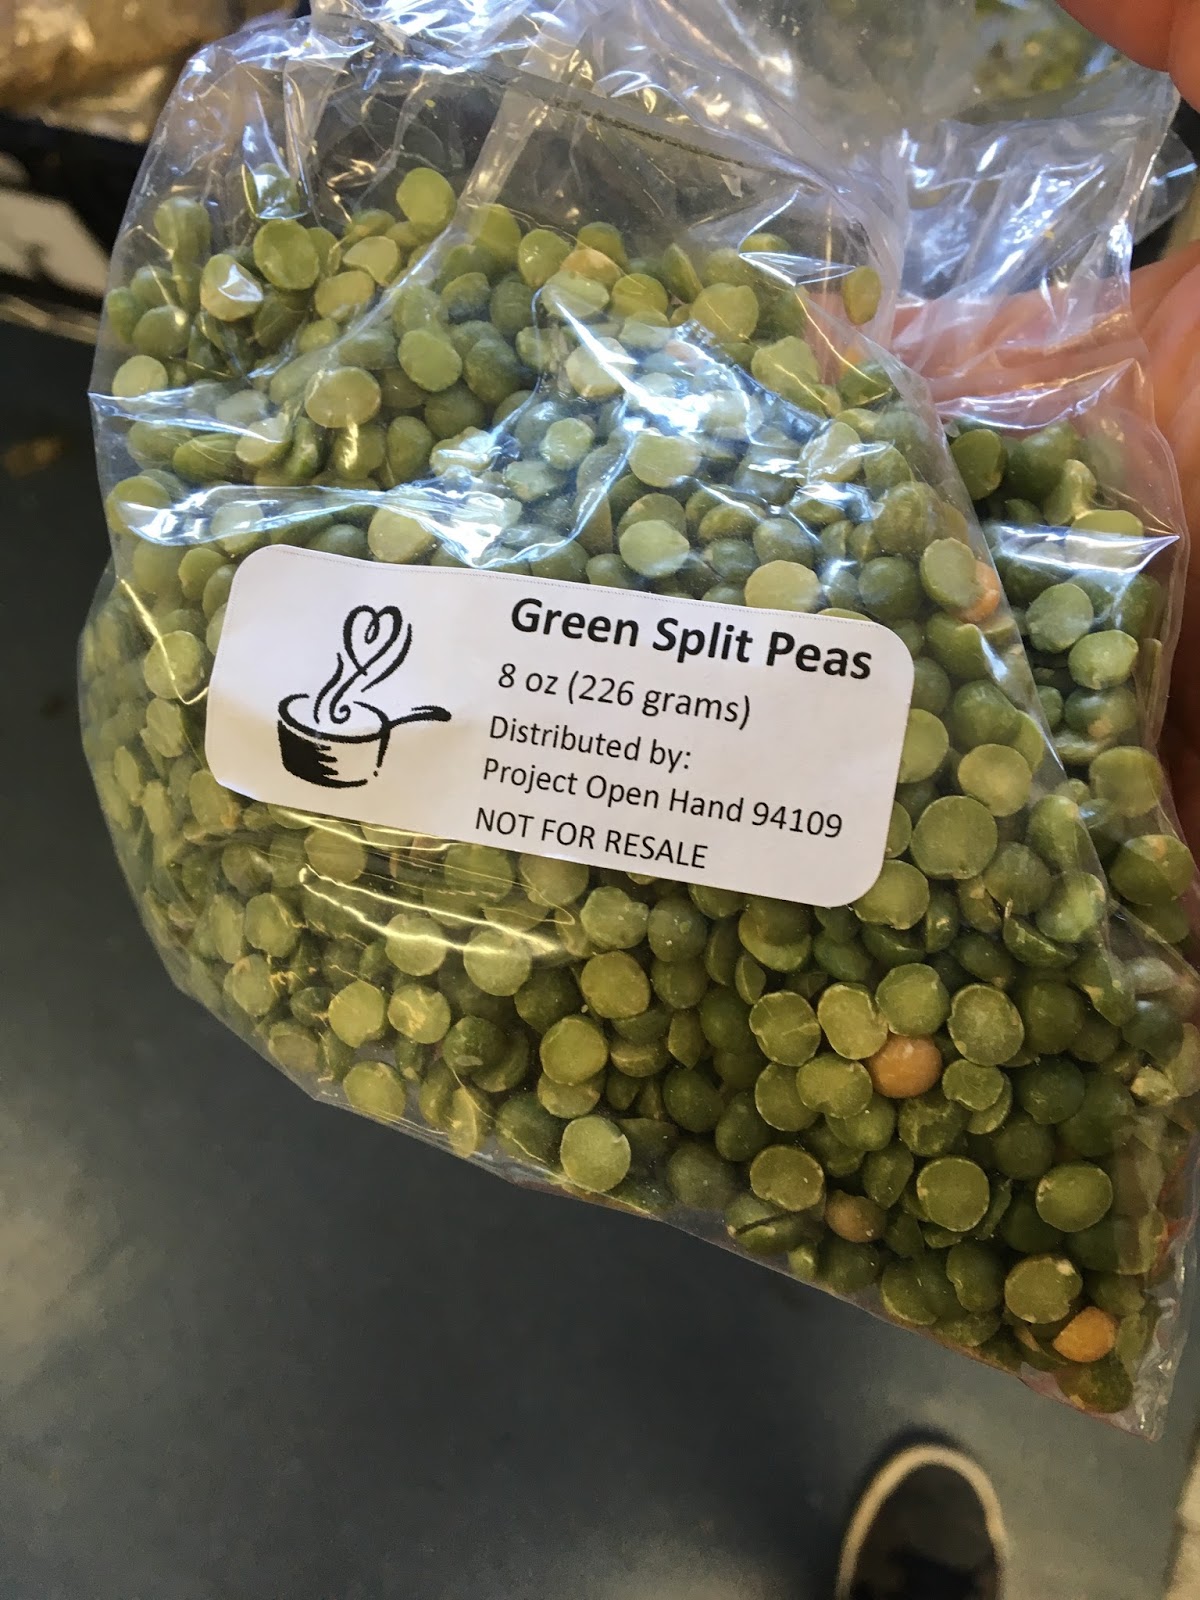 Green Split Peas
8 oz (226 grams)
Distributed by:
Project Open Hand 94109
NOT FOR RESALE